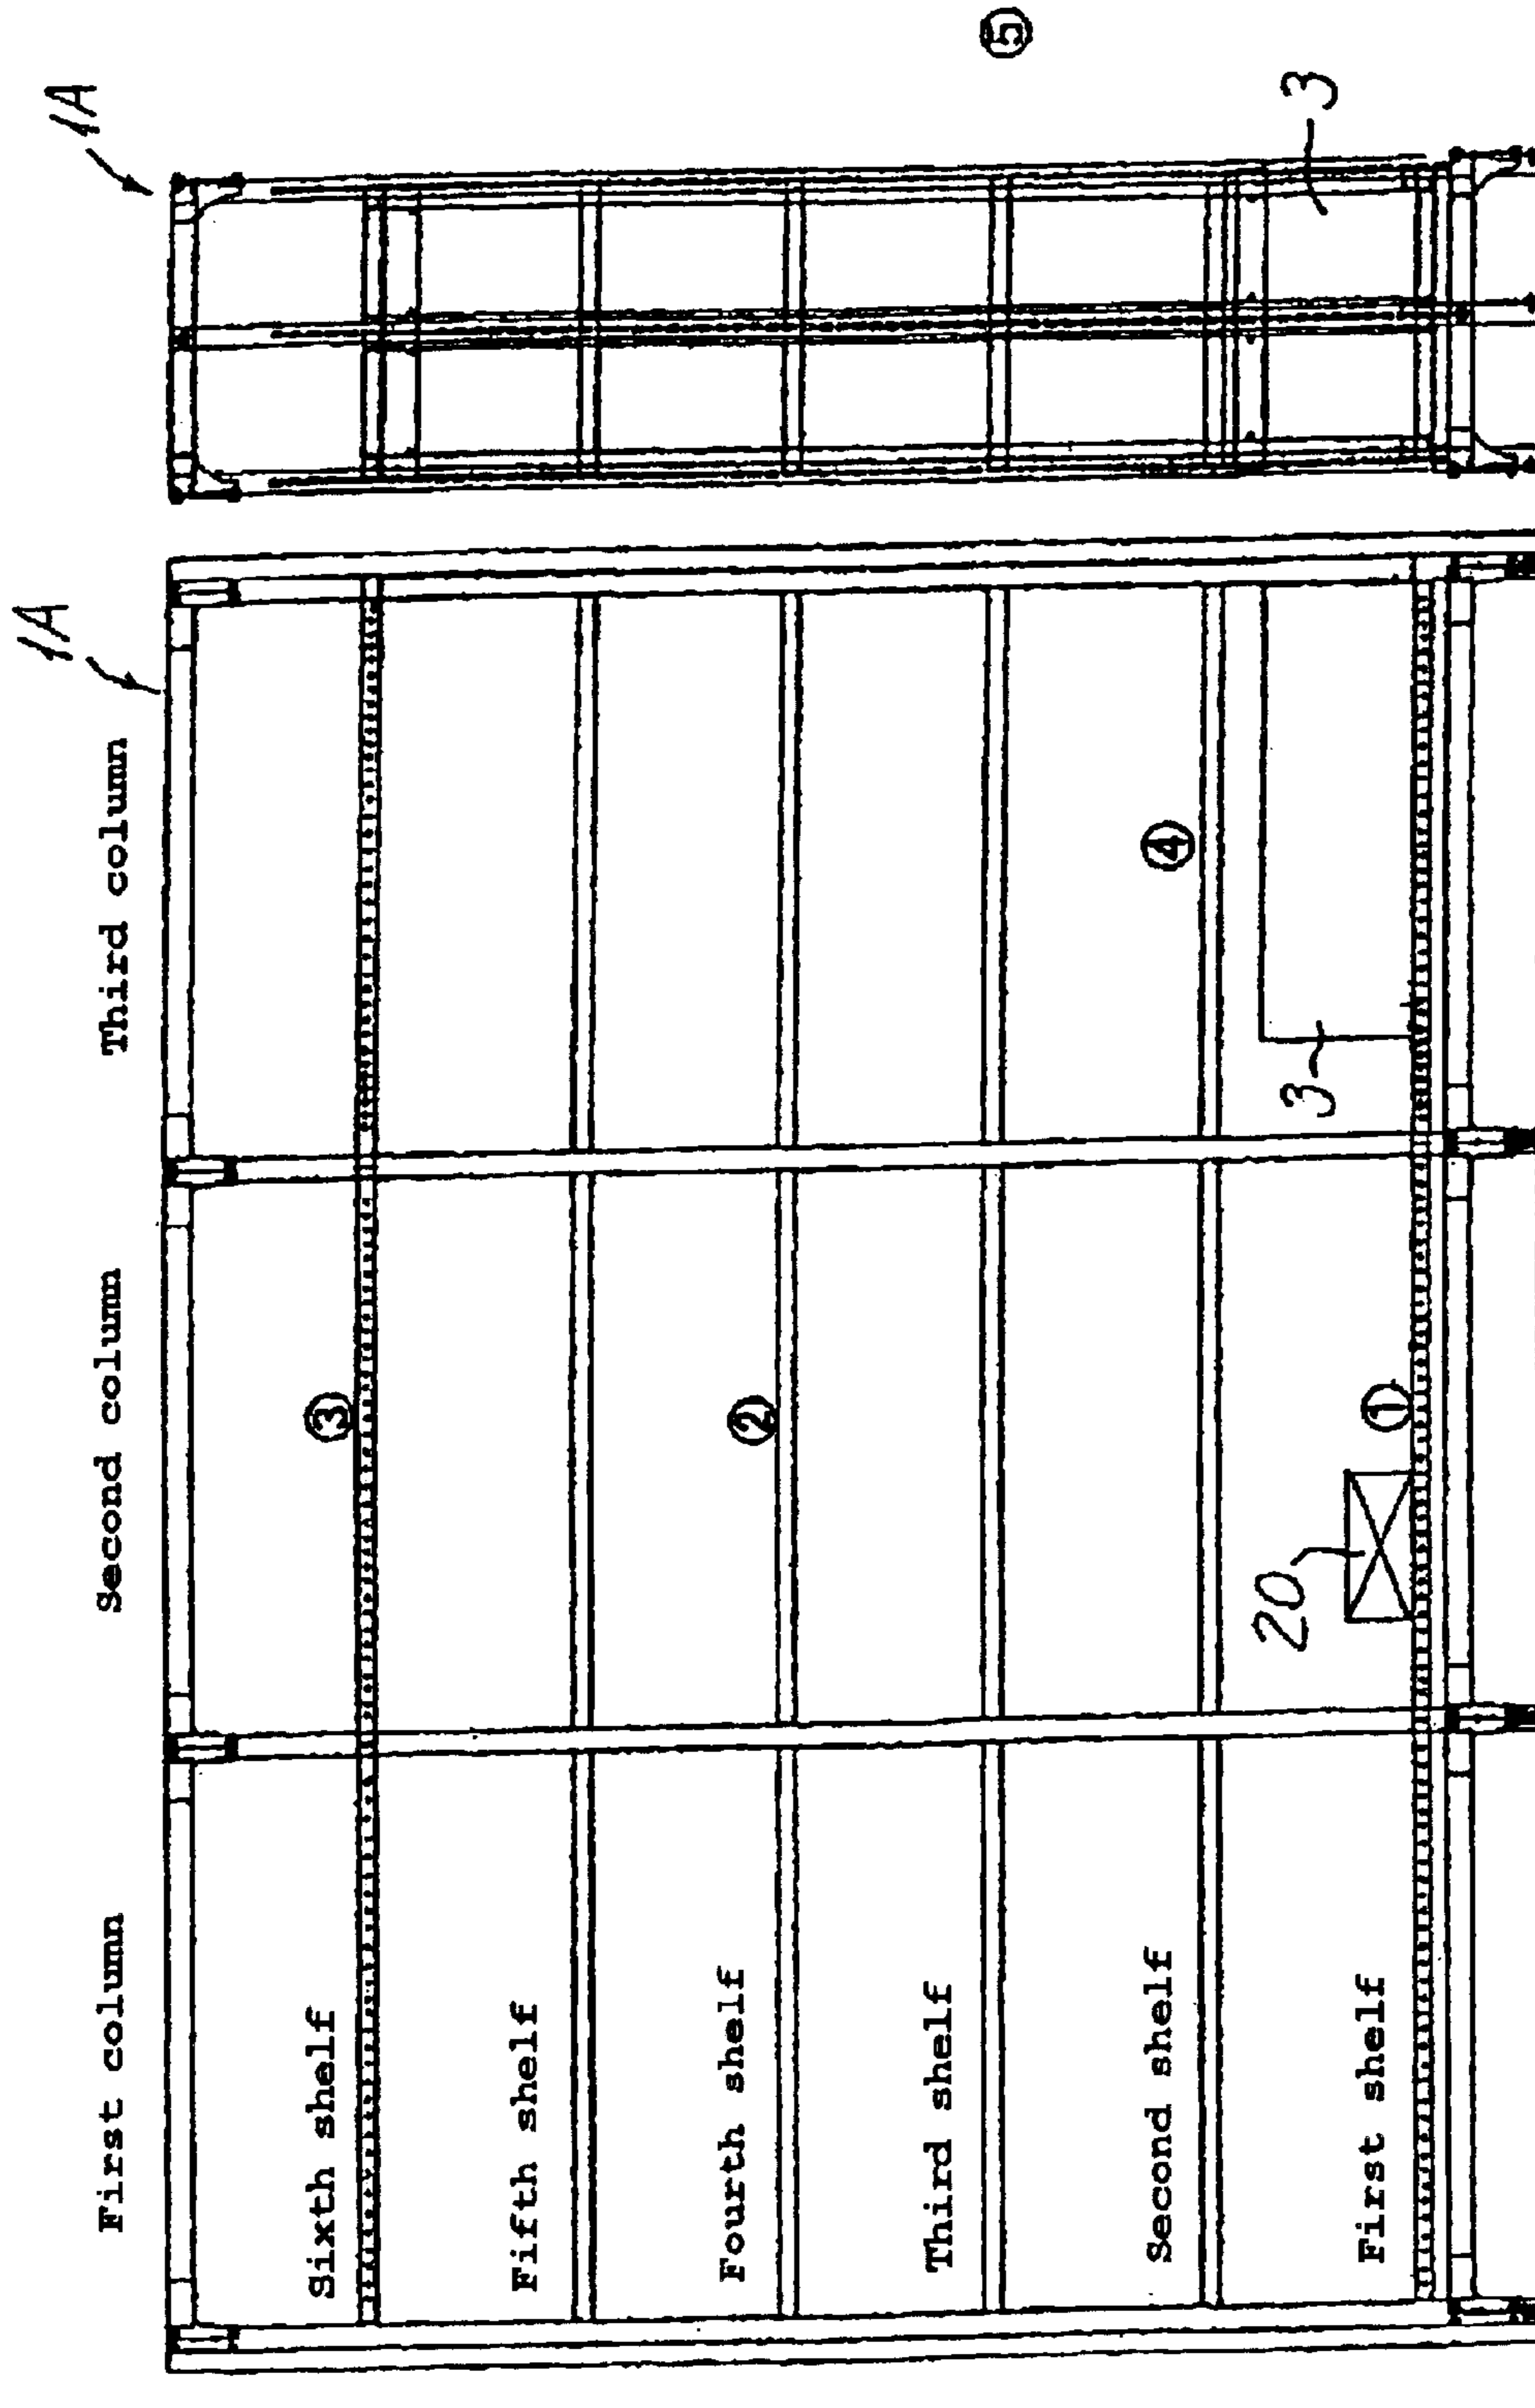 First column
Second column
Third column
1A
1A
Sixth shelf
③
Fifth shelf
Fourth shelf
②
Third shelf
⑤
Second shelf
④
First shelf
20
①
3
3